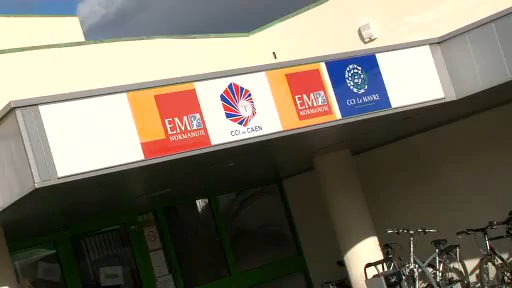 EM
NORMANDIE
CCI DE CAEN
EM
NORMANDIE
CCI LE HAVRE